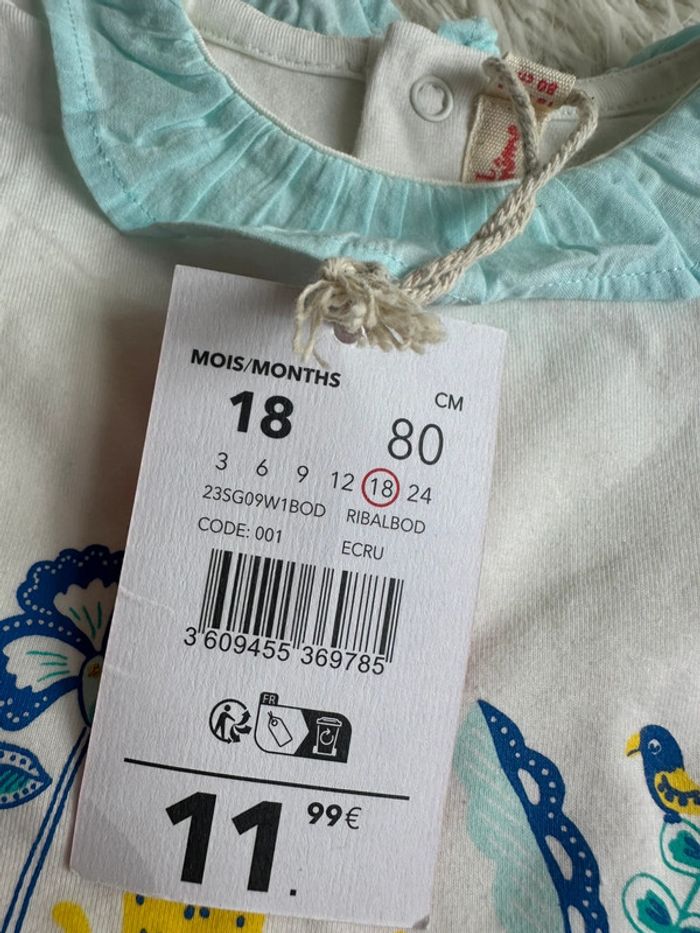 MOIS/MONTHS
18
CM
80
3 6 9 12 18 24
23SG09W1BOD RIBALBOD
CODE: 001 ECRU
3 609455 369785
FR
11.99€